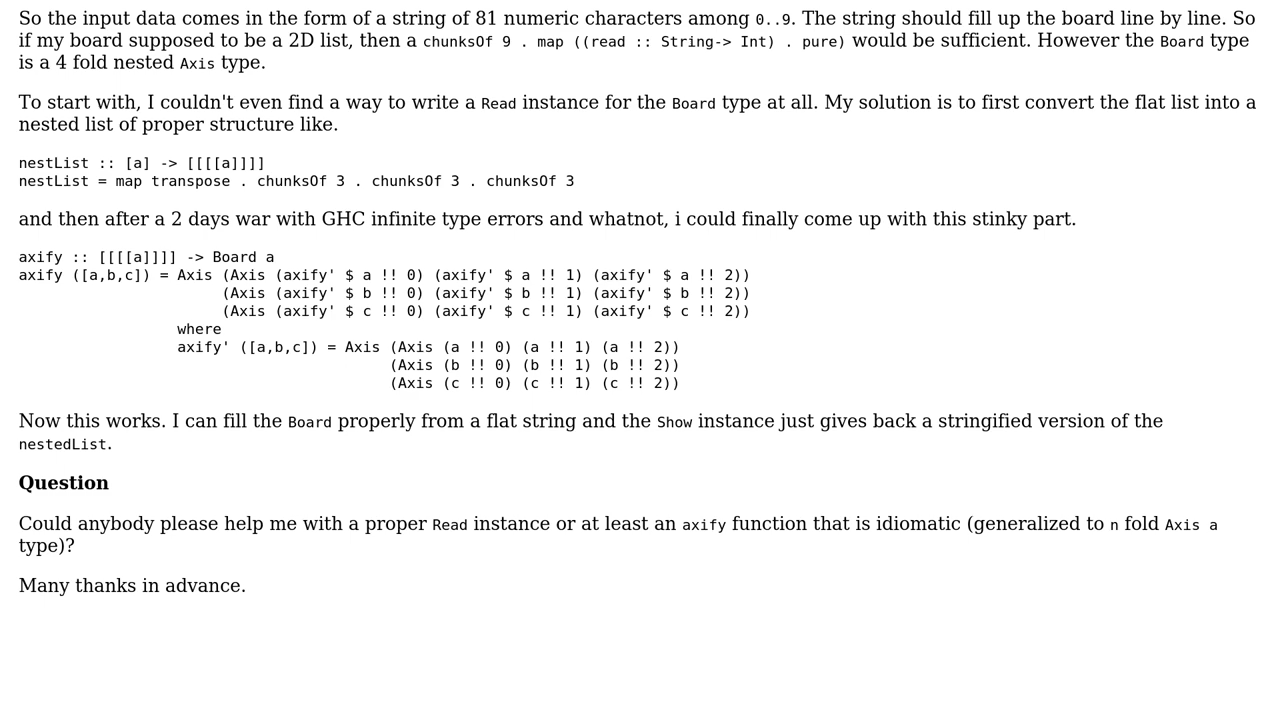 So the input data comes in the form of a string of 81 numeric characters among 0..9. The string should fill up the board line by line. So
if my board supposed to be a 2D list, then a chunksOf 9 . map ((read :: String-> Int) . pure) would be sufficient. However the Board type
is a 4 fold nested Axis type.
To start with, I couldn't even find a way to write a Read instance for the Board type at all. My solution is to first convert the flat list into a
nested list of proper structure like.
nestList :: [a] -> [[[[a]]]]
nestList = map transpose . chunksOf 3 . chunksOf 3 . chunksOf 3
and then after a 2 days war with GHC infinite type errors and whatnot, i could finally come up with this stinky part.
axify :: [[[[a]]]] -> Board a
axify ([a,b,c]) = Axis (Axis (axify' $ a !! 0) (axify' $ a !! 1) (axify' $ a !! 2))
                       (Axis (axify' $ b !! 0) (axify' $ b !! 1) (axify' $ b !! 2))
                       (Axis (axify' $ c !! 0) (axify' $ c !! 1) (axify' $ c !! 2))
                  where
                  axify' ([a,b,c]) = Axis (Axis (a !! 0) (a !! 1) (a !! 2))
                                          (Axis (b !! 0) (b !! 1) (b !! 2))
                                          (Axis (c !! 0) (c !! 1) (c !! 2))
Now this works. I can fill the Board properly from a flat string and the Show instance just gives back a stringified version of the
nestedList.
Question
Could anybody please help me with a proper Read instance or at least an axify function that is idiomatic (generalized to n fold Axis a
type)?
Many thanks in advance.